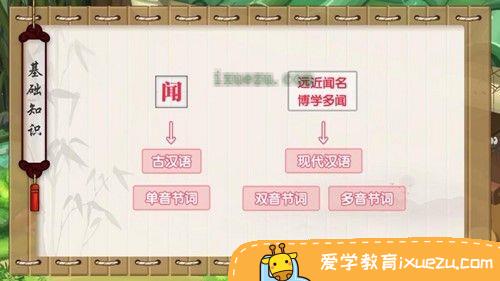 基础知识
ixuezu.com
闻
远近闻名
博学多闻
古汉语
现代汉语
单音节词
双音节词
多音节词
爱学教育ixuezu.com